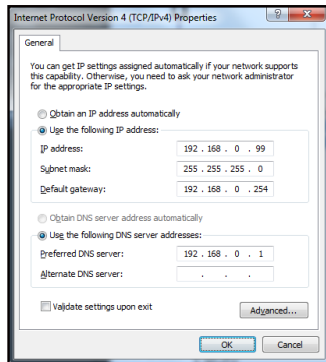 Internet Protocol Version 4 (TCP/IPv4) Properties
General
You can get IP settings assigned automatically if your network supports
this capability. Otherwise, you need to ask your network administrator
for the appropriate IP settings.
Obtain an IP address automatically
Use the following IP address:
IP address: 192 . 168 . 0 . 99
Subnet mask: 255 . 255 . 255 . 0
Default gateway: 192 . 168 . 0 . 254
Obtain DNS server address automatically
Use the following DNS server addresses:
Preferred DNS server: 192 . 168 . 0 . 1
Alternate DNS server: . . .
Validate settings upon exit
Advanced...
OK Cancel